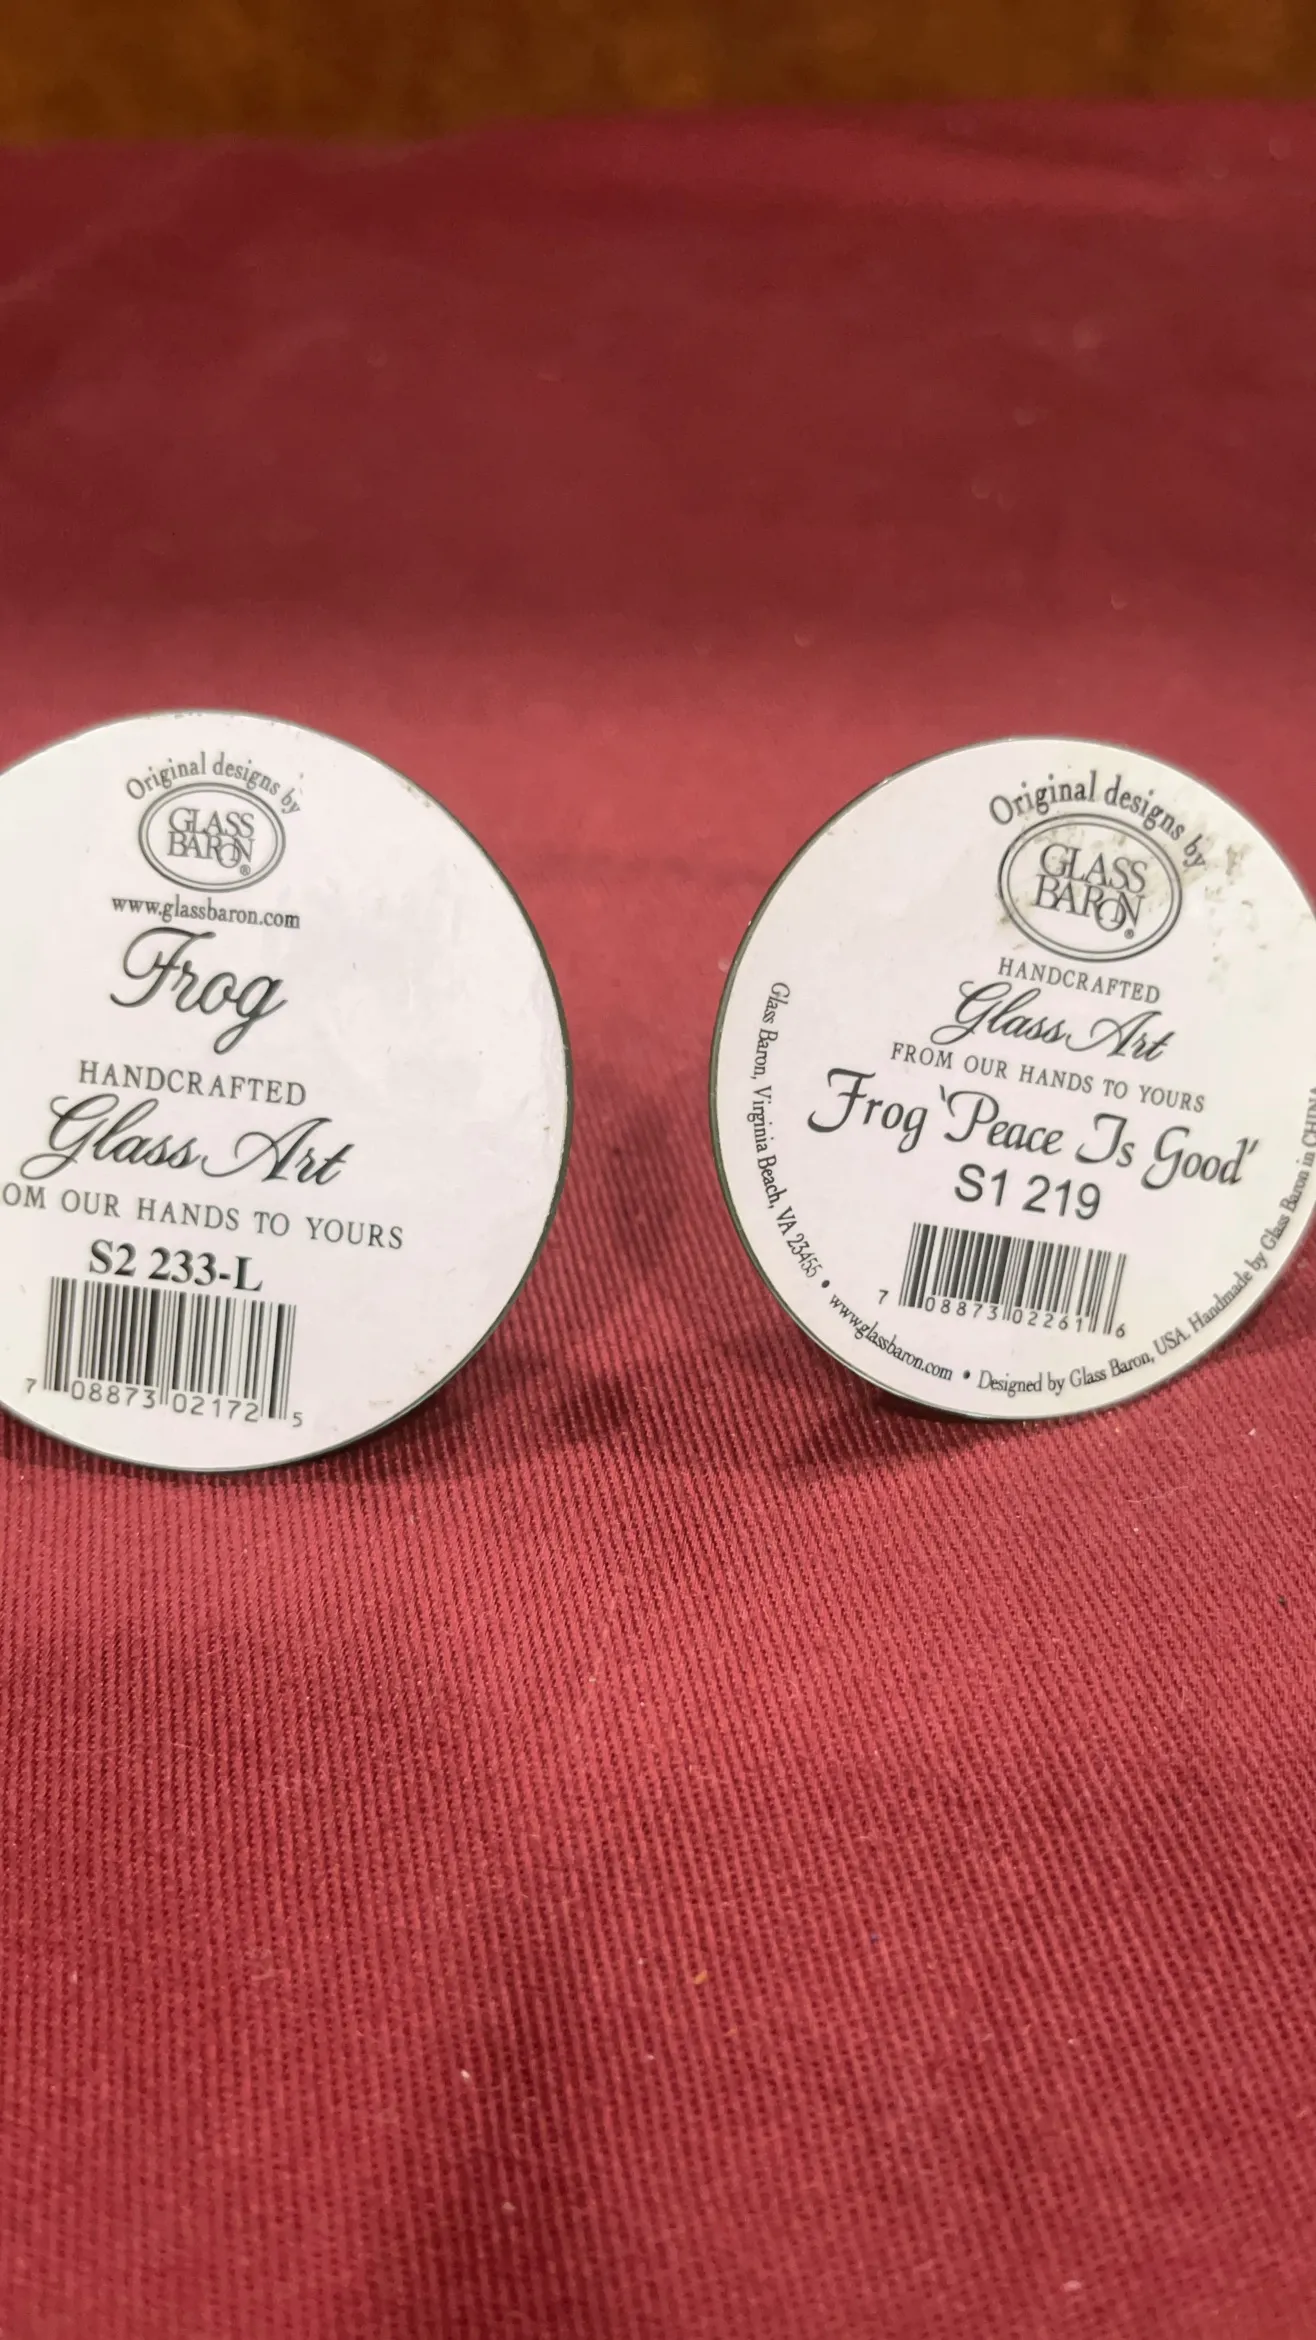 Original designs by
GLASS
BARON®
www.glassbaron.com
Frog
HANDCRAFTED
Glass Art
OM OUR HANDS TO YOURS
S2 233-L
7 08873 02172 5
Original designs by
GLASS
BARON®
HANDCRAFTED
Glass Art
FROM OUR HANDS TO YOURS
Frog 'Peace Is Good'
S1 219
7 08873 02261 6
Glass Baron, Virginia Beach, VA 23455 • www.glassbaron.com • Designed by Glass Baron, USA. Handmade by Glass Baron in CHINA